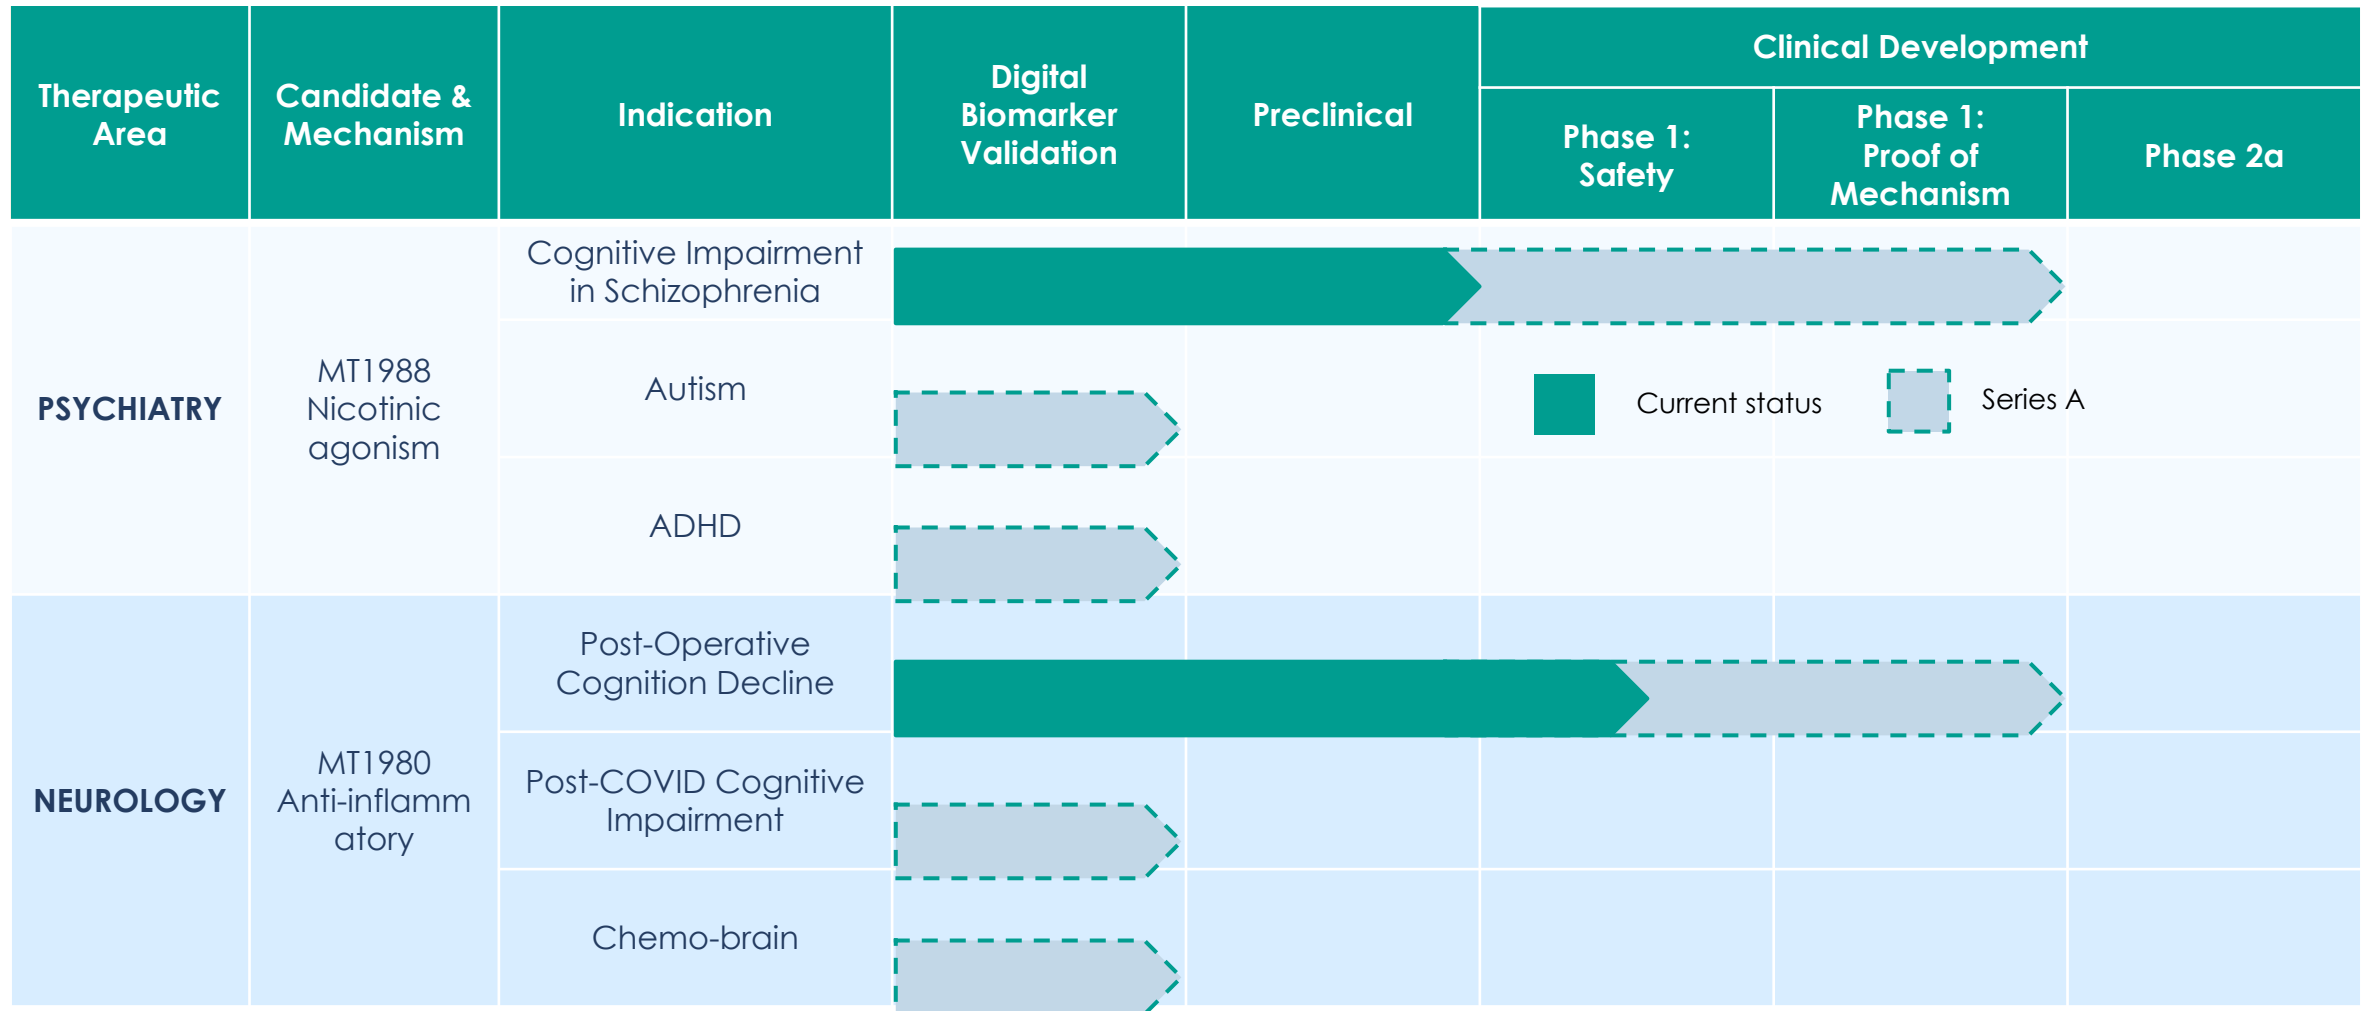 Therapeutic
Area
Candidate &
Mechanism
Indication
Digital
Biomarker
Validation
Preclinical
Clinical Development
Phase 1:
Safety
Phase 1:
Proof of
Mechanism
Phase 2a
PSYCHIATRY
MT1988
Nicotinic
agonism
Cognitive Impairment
in Schizophrenia
Autism
Current status
Series A
ADHD
NEUROLOGY
MT1980
Anti-inflamm
atory
Post-Operative
Cognition Decline
Post-COVID Cognitive
Impairment
Chemo-brain